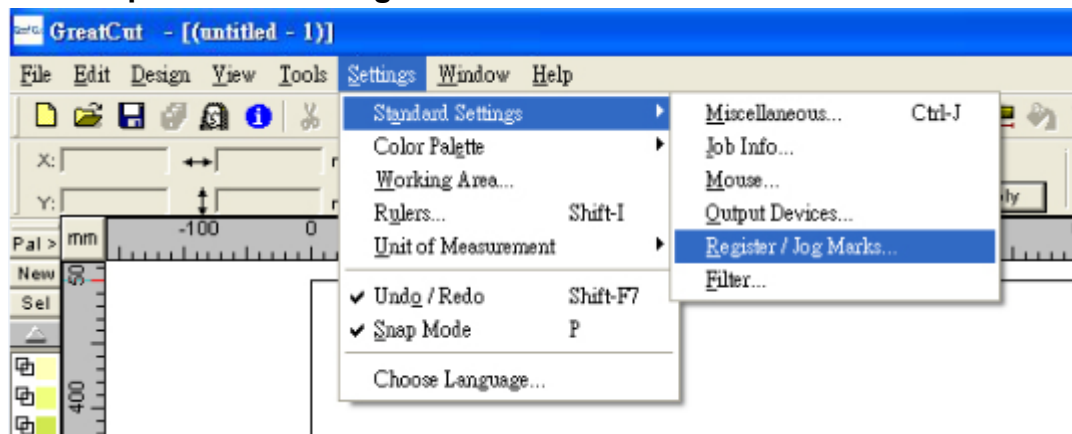 GreatCut - [(untitled - 1)]
File Edit Design View Tools Settings Window Help
Standard Settings
Color Palette
Working Area...
Rulers... Shift-I
Unit of Measurement
Undo / Redo Shift-F7
Snap Mode P
Choose Language...
Miscellaneous... Ctrl-J
Job Info...
Mouse...
Output Devices...
Register / Jog Marks...
Filter...
X:
Y:
Pal > mm -100 0
New 50
Sel
400